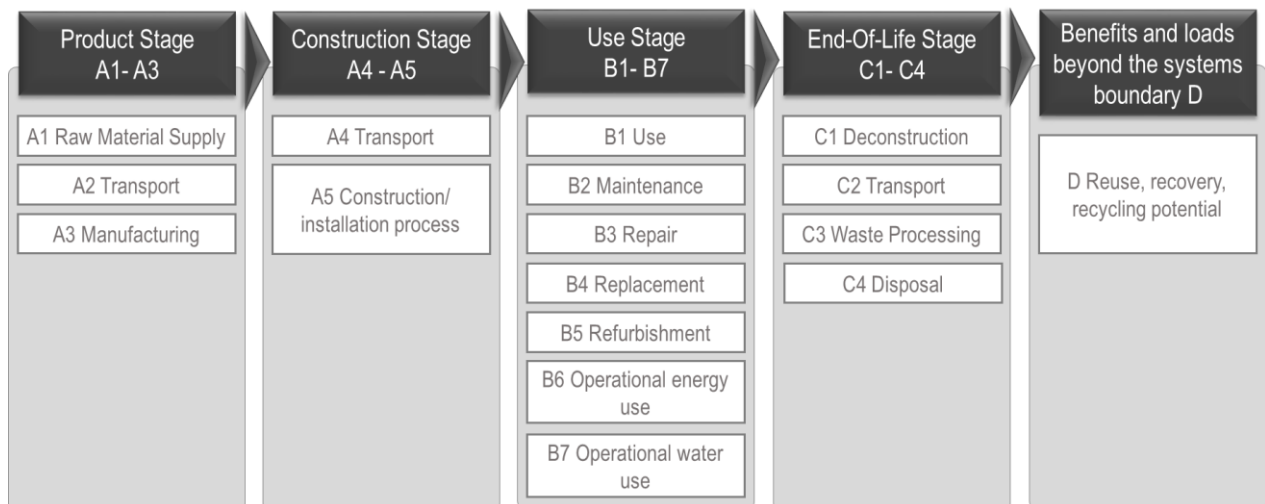 Product Stage
A1- A3
A1 Raw Material Supply
A2 Transport
A3 Manufacturing
Construction Stage
A4 - A5
A4 Transport
A5 Construction/
installation process
Use Stage
B1- B7
B1 Use
B2 Maintenance
B3 Repair
B4 Replacement
B5 Refurbishment
B6 Operational energy
use
B7 Operational water
use
End-Of-Life Stage
C1- C4
C1 Deconstruction
C2 Transport
C3 Waste Processing
C4 Disposal
Benefits and loads
beyond the systems
boundary D
D Reuse, recovery,
recycling potential